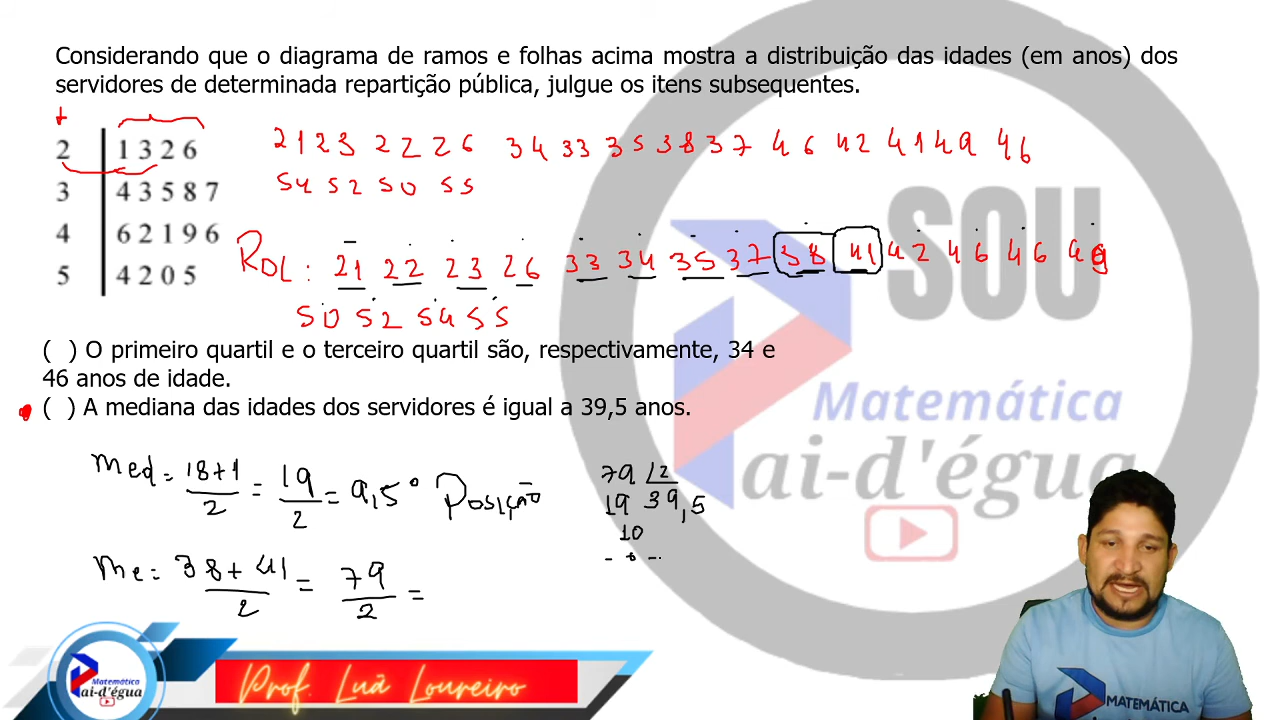 Considerando que o diagrama de ramos e folhas acima mostra a distribuição das idades (em anos) dos
servidores de determinada repartição pública, julgue os itens subsequentes.
2 | 1 3 2 6
3 | 4 3 5 8 7
4 | 6 2 1 9 6
5 | 4 2 0 5
21 23 22 26 34 33 35 38 37 46 42 41 49 46
54 52 50 55
ROL: 21 22 23 26 33 34 35 37 38 41 42 46 46 49
50 52 54 55
( ) O primeiro quartil e o terceiro quartil são, respectivamente, 34 e
46 anos de idade.
( ) A mediana das idades dos servidores é igual a 39,5 anos.
Med = 18+1/2 = 19/2 = 9,5° Posição
79 | 2
19 39,5
10
Me = 38 + 41/2 = 79/2 =
SOU
Matemática
Pai-d'égua
Matemática
Pai-d'égua
Prof. Luã Loureiro
MATEMÁTICA